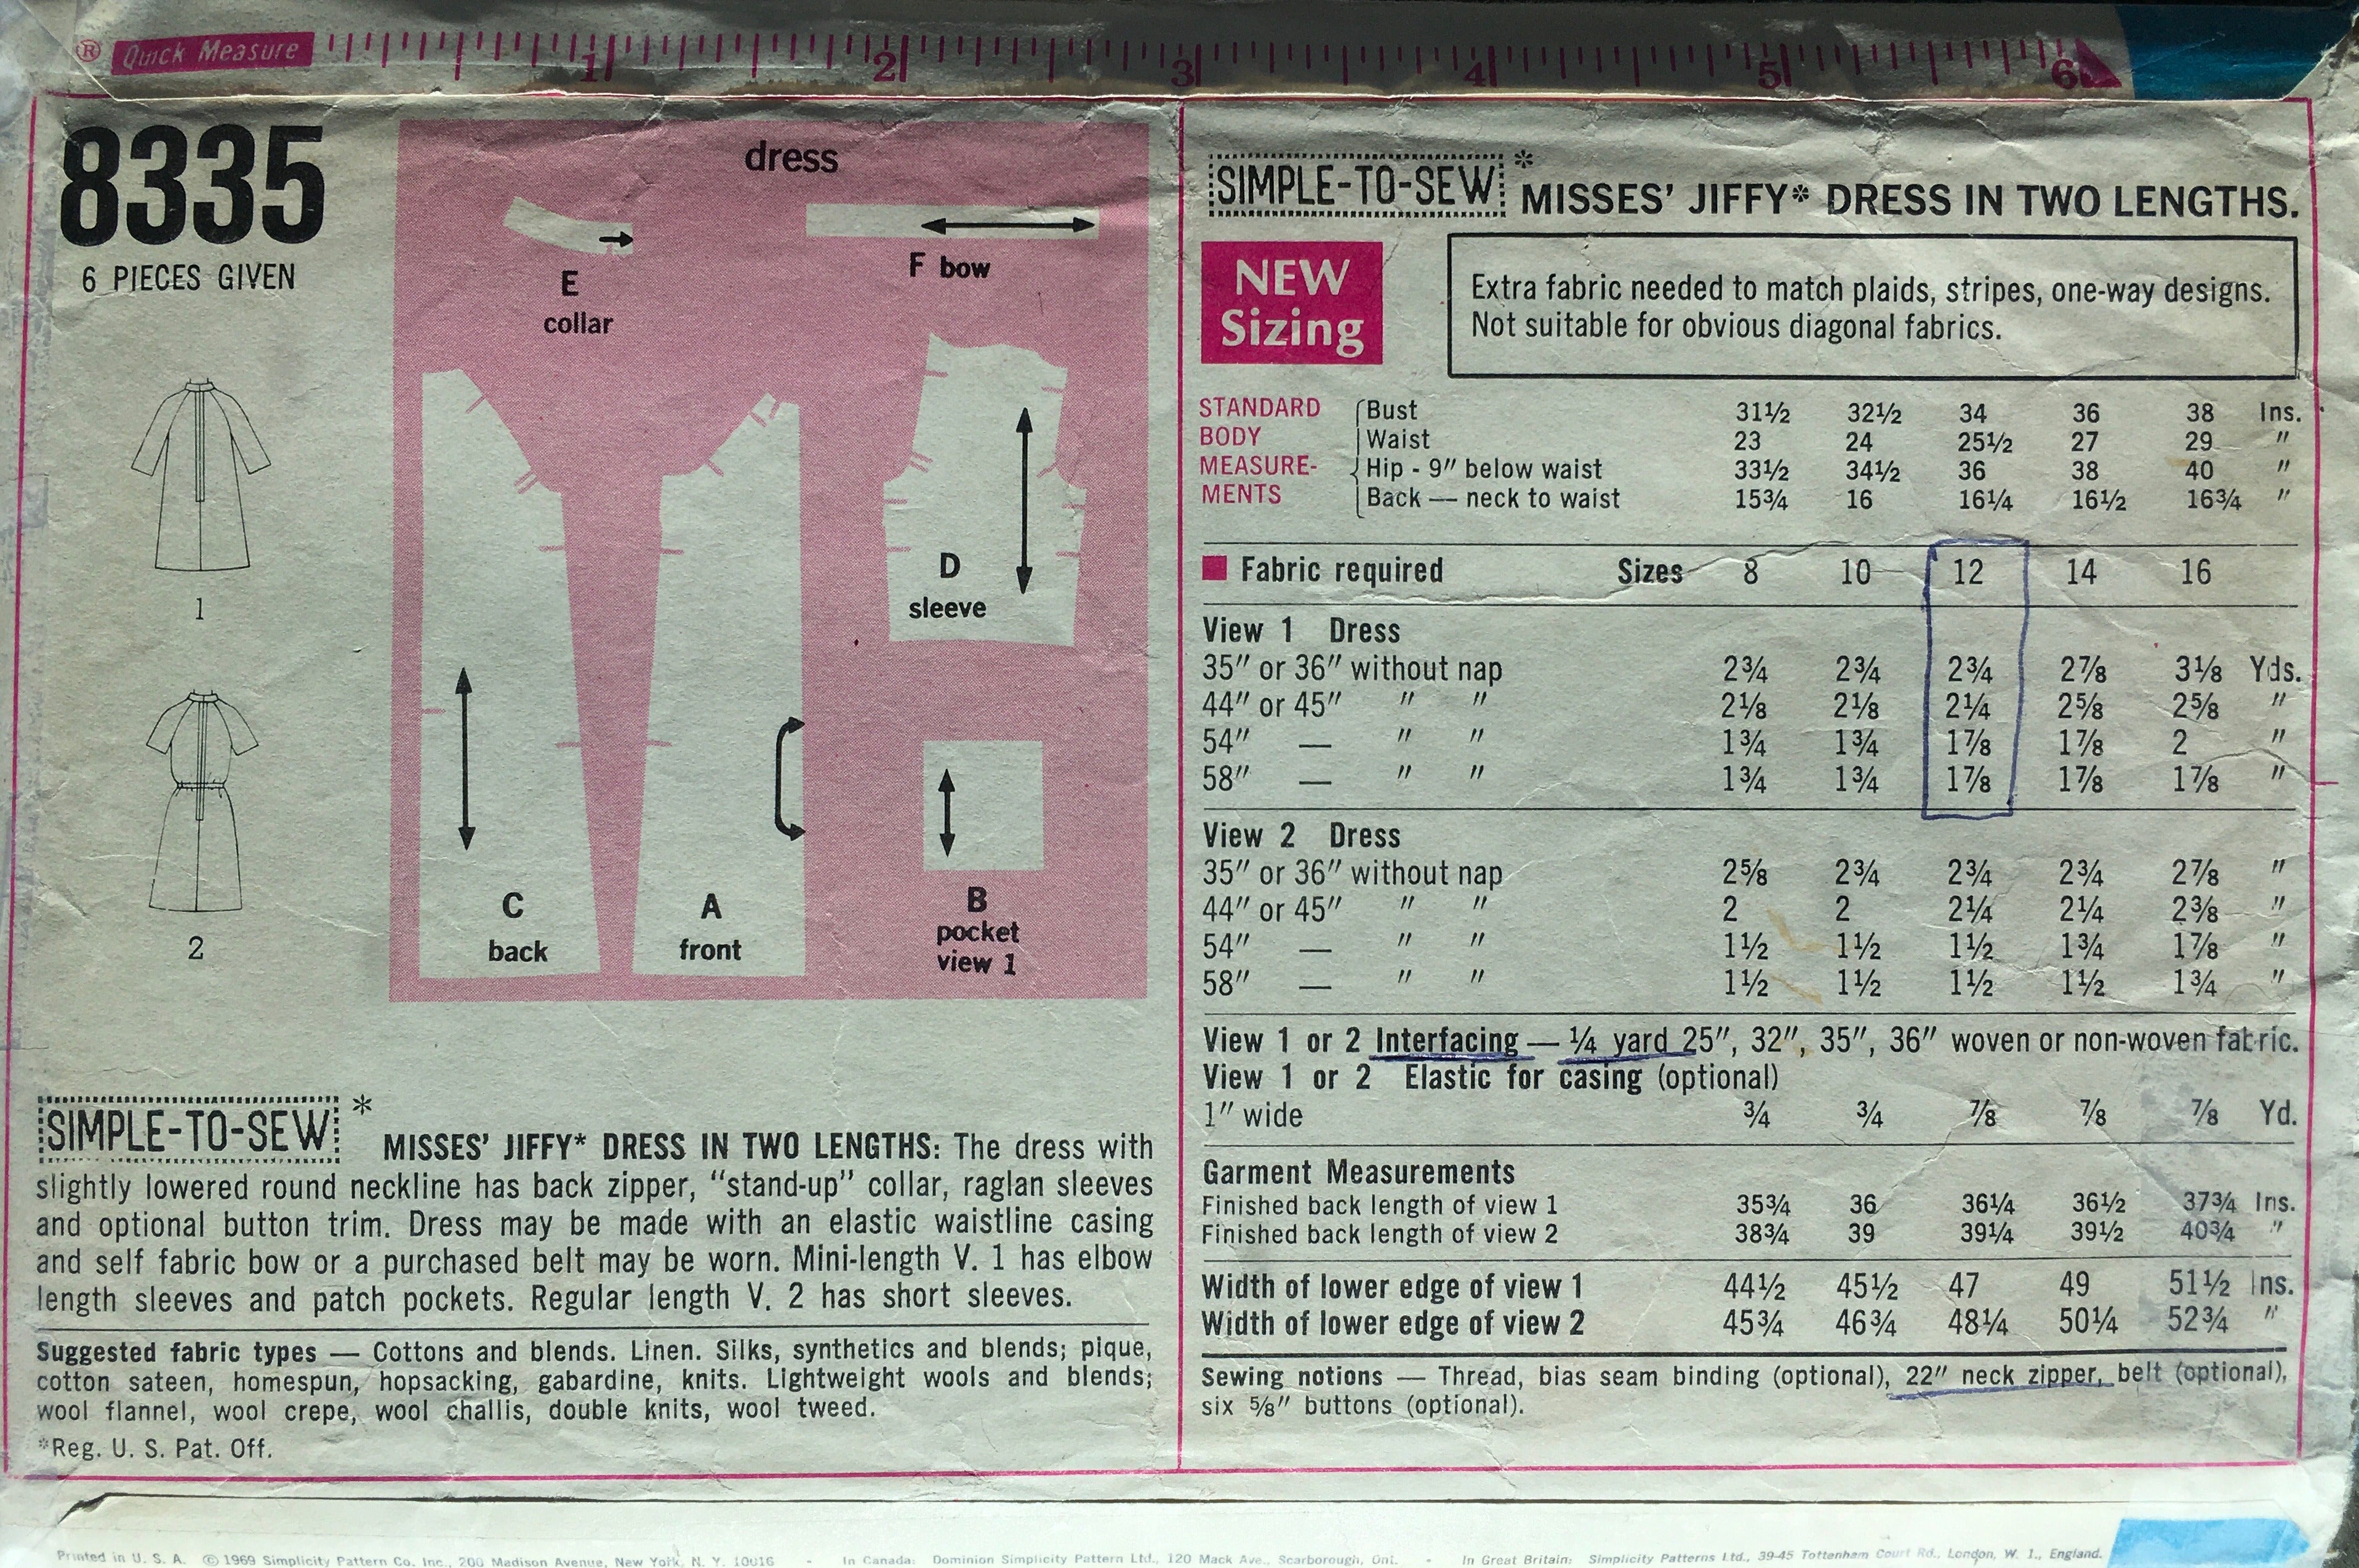 ® Quick Measure 1 2 3 4 5 6
8335
6 PIECES GIVEN
1
2
dress
E
collar
F bow
D
sleeve
C
back
A
front
B
pocket
view 1
SIMPLE-TO-SEW* MISSES' JIFFY* DRESS IN TWO LENGTHS: The dress with
slightly lowered round neckline has back zipper, "stand-up" collar, raglan sleeves
and optional button trim. Dress may be made with an elastic waistline casing
and self fabric bow or a purchased belt may be worn. Mini-length V. 1 has elbow
length sleeves and patch pockets. Regular length V. 2 has short sleeves.
Suggested fabric types — Cottons and blends. Linen. Silks, synthetics and blends; pique,
cotton sateen, homespun, hopsacking, gabardine, knits. Lightweight wools and blends;
wool flannel, wool crepe, wool challis, double knits, wool tweed.
*Reg. U. S. Pat. Off.
SIMPLE-TO-SEW* MISSES' JIFFY* DRESS IN TWO LENGTHS.
NEW
Sizing
Extra fabric needed to match plaids, stripes, one-way designs.
Not suitable for obvious diagonal fabrics.
STANDARD Bust 31½ 32½ 34 36 38 Ins.
BODY Waist 23 24 25½ 27 29 "
MEASURE- Hip - 9" below waist 33½ 34½ 36 38 40 "
MENTS Back — neck to waist 15¾ 16 16¼ 16½ 16¾ "
Fabric required Sizes 8 10 12 14 16
View 1 Dress
35" or 36" without nap 2¾ 2¾ 2¾ 2⅞ 3⅛ Yds.
44" or 45" " " 2⅛ 2⅛ 2¼ 2⅝ 2⅝ "
54" — " " 1¾ 1¾ 1⅞ 1⅞ 2 "
58" — " " 1¾ 1¾ 1⅞ 1⅞ 1⅞ "
View 2 Dress
35" or 36" without nap 2⅝ 2¾ 2¾ 2¾ 2⅞ "
44" or 45" " " 2 2 2¼ 2¼ 2⅜ "
54" — " " 1½ 1½ 1½ 1¾ 1⅞ "
58" — " " 1½ 1½ 1½ 1½ 1¾ "
View 1 or 2 Interfacing — ¼ yard 25", 32", 35", 36" woven or non-woven fabric.
View 1 or 2 Elastic for casing (optional)
1" wide ¾ ¾ ⅞ ⅞ ⅞ Yd.
Garment Measurements
Finished back length of view 1 35¾ 36 36¼ 36½ 37¾ Ins.
Finished back length of view 2 38¾ 39 39¼ 39½ 40¾ "
Width of lower edge of view 1 44½ 45½ 47 49 51½ Ins.
Width of lower edge of view 2 45¾ 46¾ 48¼ 50¼ 52¾ "
Sewing notions — Thread, bias seam binding (optional), 22" neck zipper, belt (optional),
six ⅝" buttons (optional).
Printed in U. S. A. © 1969 Simplicity Pattern Co. Inc., 200 Madison Avenue, New York, N. Y. 10016 - In Canada: Dominion Simplicity Pattern Ltd., 120 Mack Ave., Scarborough, Ont. - In Great Britain: Simplicity Patterns Ltd., 39-45 Tottenham Court Rd., London, W. 1., England.